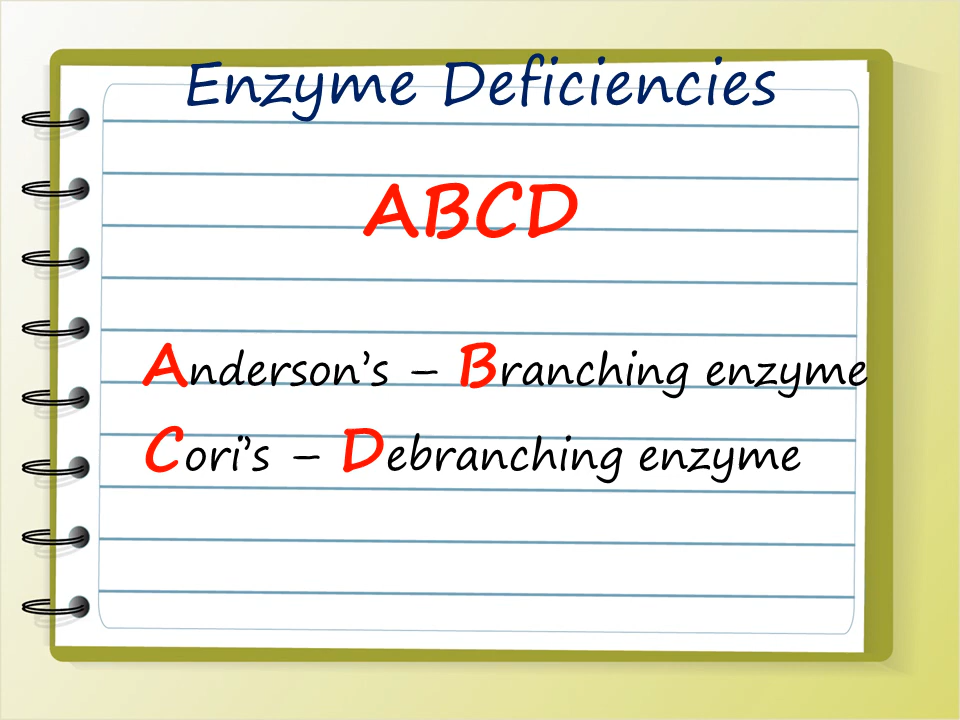 Enzyme Deficiencies
ABCD
Anderson’s – Branching enzyme
Cori’s – Debranching enzyme